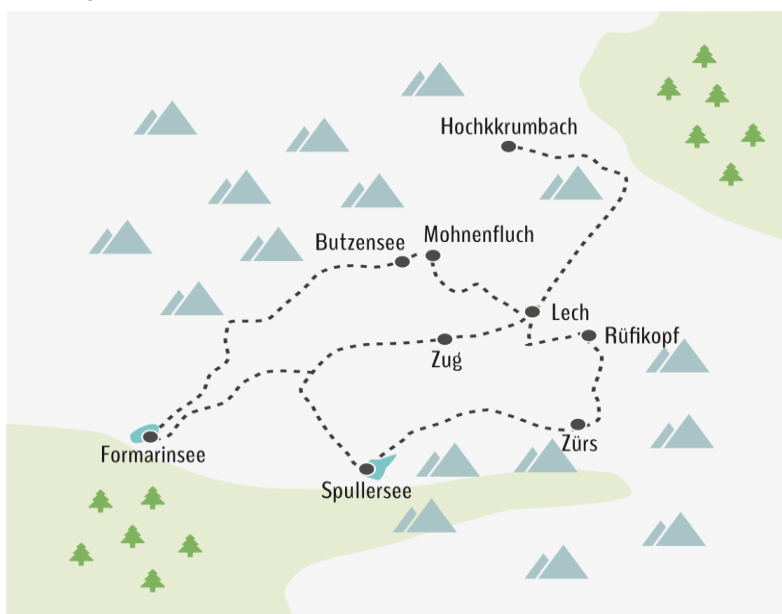 Hochkkrumbach
Butzensee
Mohnenfluch
Lech
Rüfikopf
Zug
Zürs
Formarinsee
Spullersee